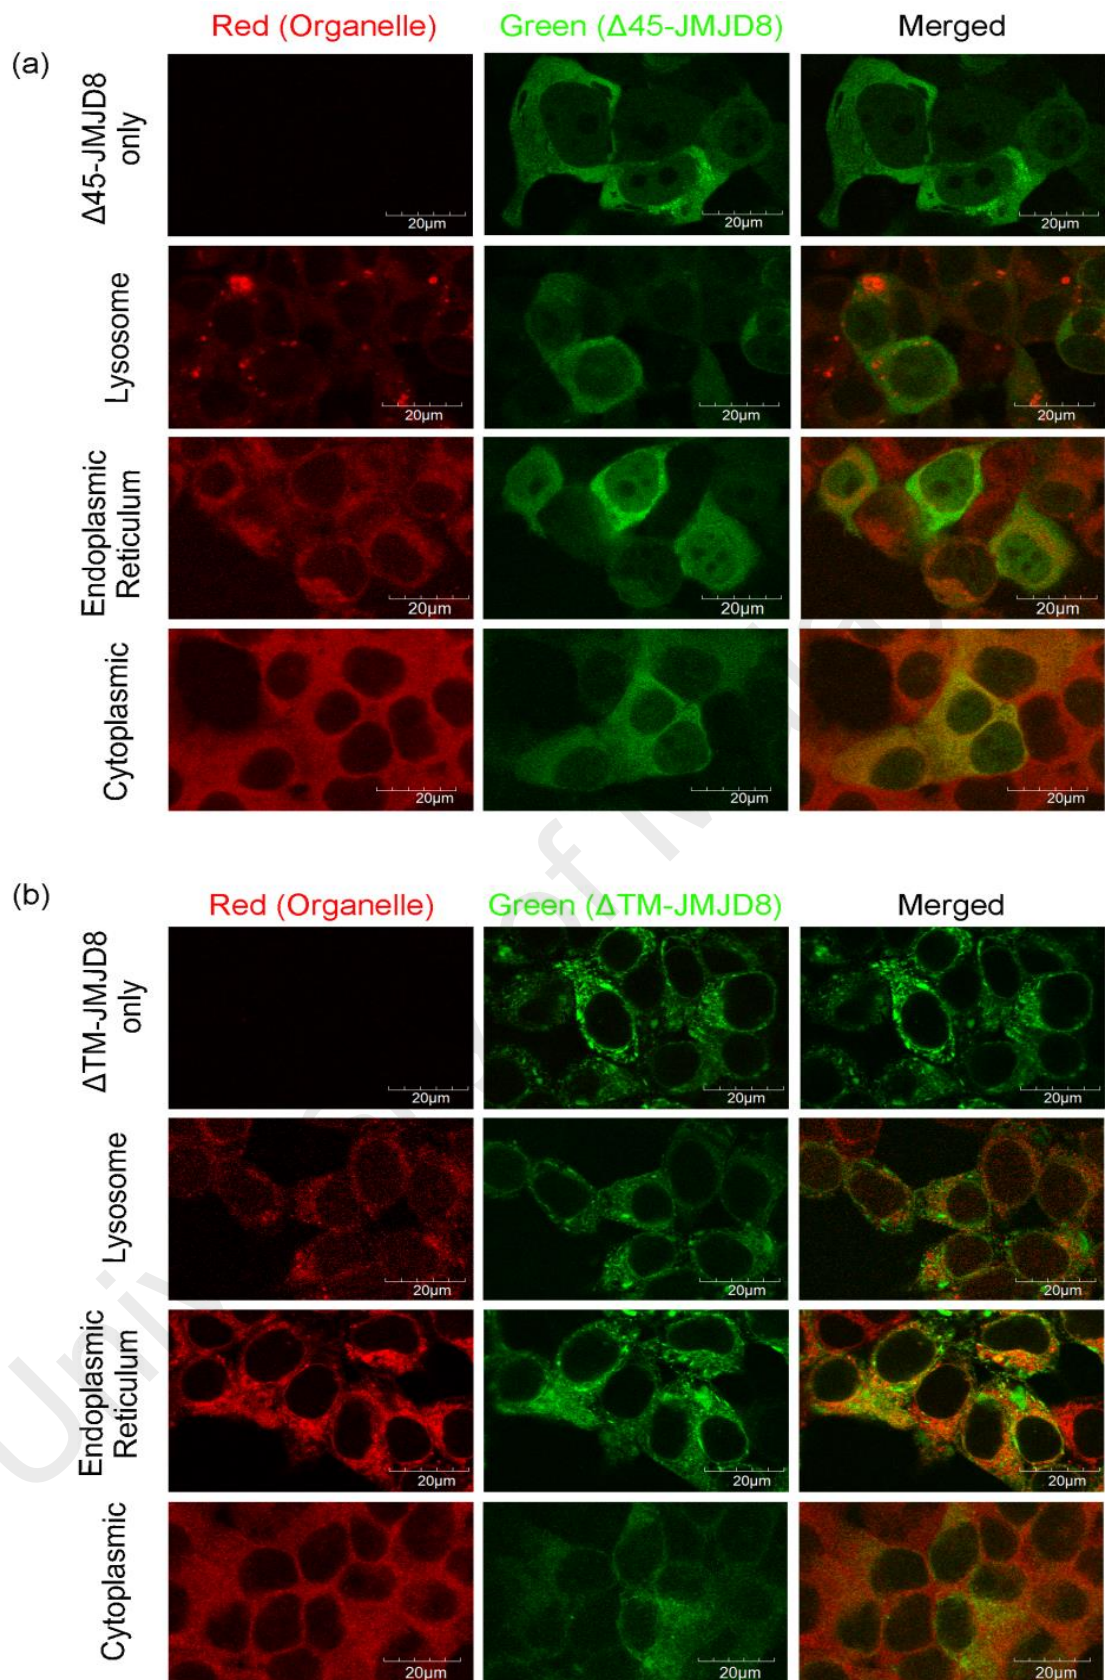 (a)
Red (Organelle) Green (Δ45-JMJD8) Merged
Δ45-JMJD8
only
20µm 20µm 20µm
Lysosome
20µm 20µm 20µm
Endoplasmic
Reticulum
20µm 20µm 20µm
Cytoplasmic
20µm 20µm 20µm
(b)
Red (Organelle) Green (ΔTM-JMJD8) Merged
ΔTM-JMJD8
only
20µm 20µm 20µm
Lysosome
20µm 20µm 20µm
Endoplasmic
Reticulum
20µm 20µm 20µm
Cytoplasmic
20µm 20µm 20µm